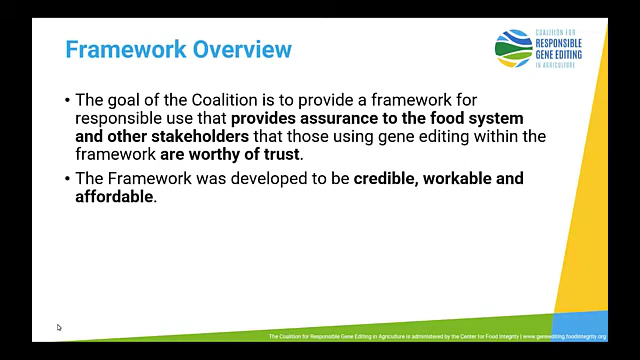 Framework Overview
COALITION FOR
RESPONSIBLE
GENE EDITING
IN AGRICULTURE
• The goal of the Coalition is to provide a framework for
responsible use that provides assurance to the food system
and other stakeholders that those using gene editing within the
framework are worthy of trust.
• The Framework was developed to be credible, workable and
affordable.
The Coalition for Responsible Gene Editing in Agriculture is administered by the Center for Food Integrity | www.geneediting.foodintegrity.org